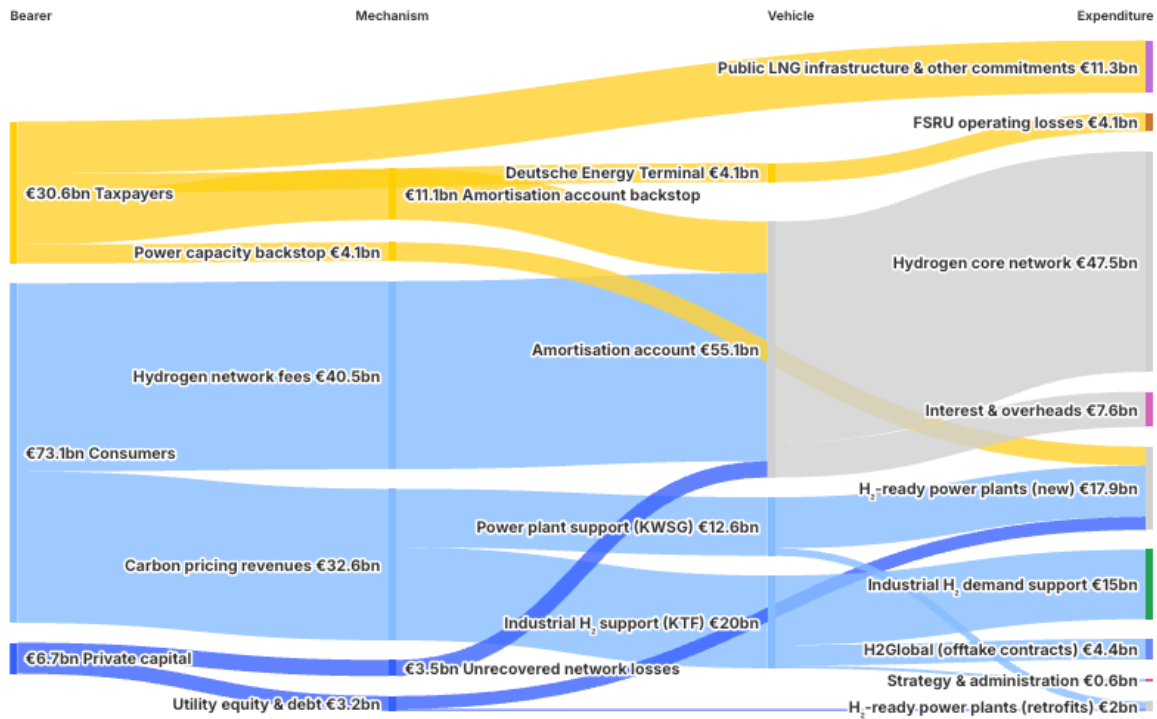 Bearer
Mechanism
Vehicle
Expenditure
Public LNG infrastructure & other commitments €11.3bn
FSRU operating losses €4.1bn
Deutsche Energy Terminal €4.1bn
€30.6bn Taxpayers
€11.1bn Amortisation account backstop
Power capacity backstop €4.1bn
Hydrogen core network €47.5bn
Amortisation account €55.1bn
Hydrogen network fees €40.5bn
Interest & overheads €7.6bn
€73.1bn Consumers
H₂-ready power plants (new) €17.9bn
Power plant support (KWSG) €12.6bn
Carbon pricing revenues €32.6bn
Industrial H₂ demand support €15bn
Industrial H₂ support (KTF) €20bn
H2Global (offtake contracts) €4.4bn
€6.7bn Private capital
€3.5bn Unrecovered network losses
Strategy & administration €0.6bn
Utility equity & debt €3.2bn
H₂-ready power plants (retrofits) €2bn